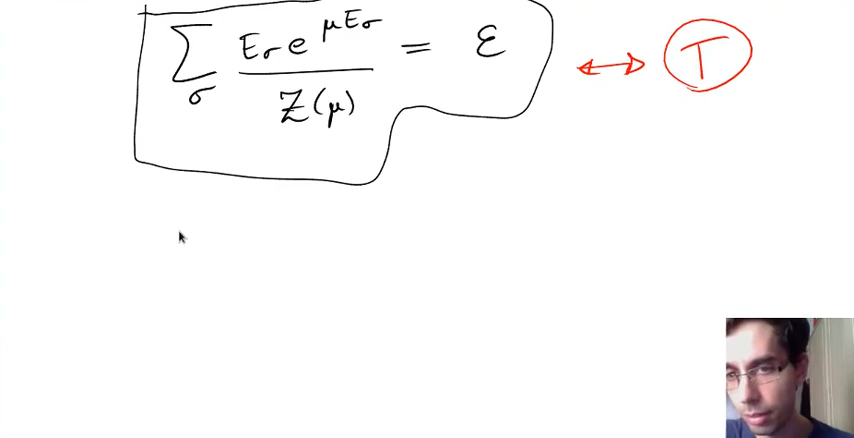 ∑_σ E_σ e^{μE_σ} / Z(μ) = ε ↔ T